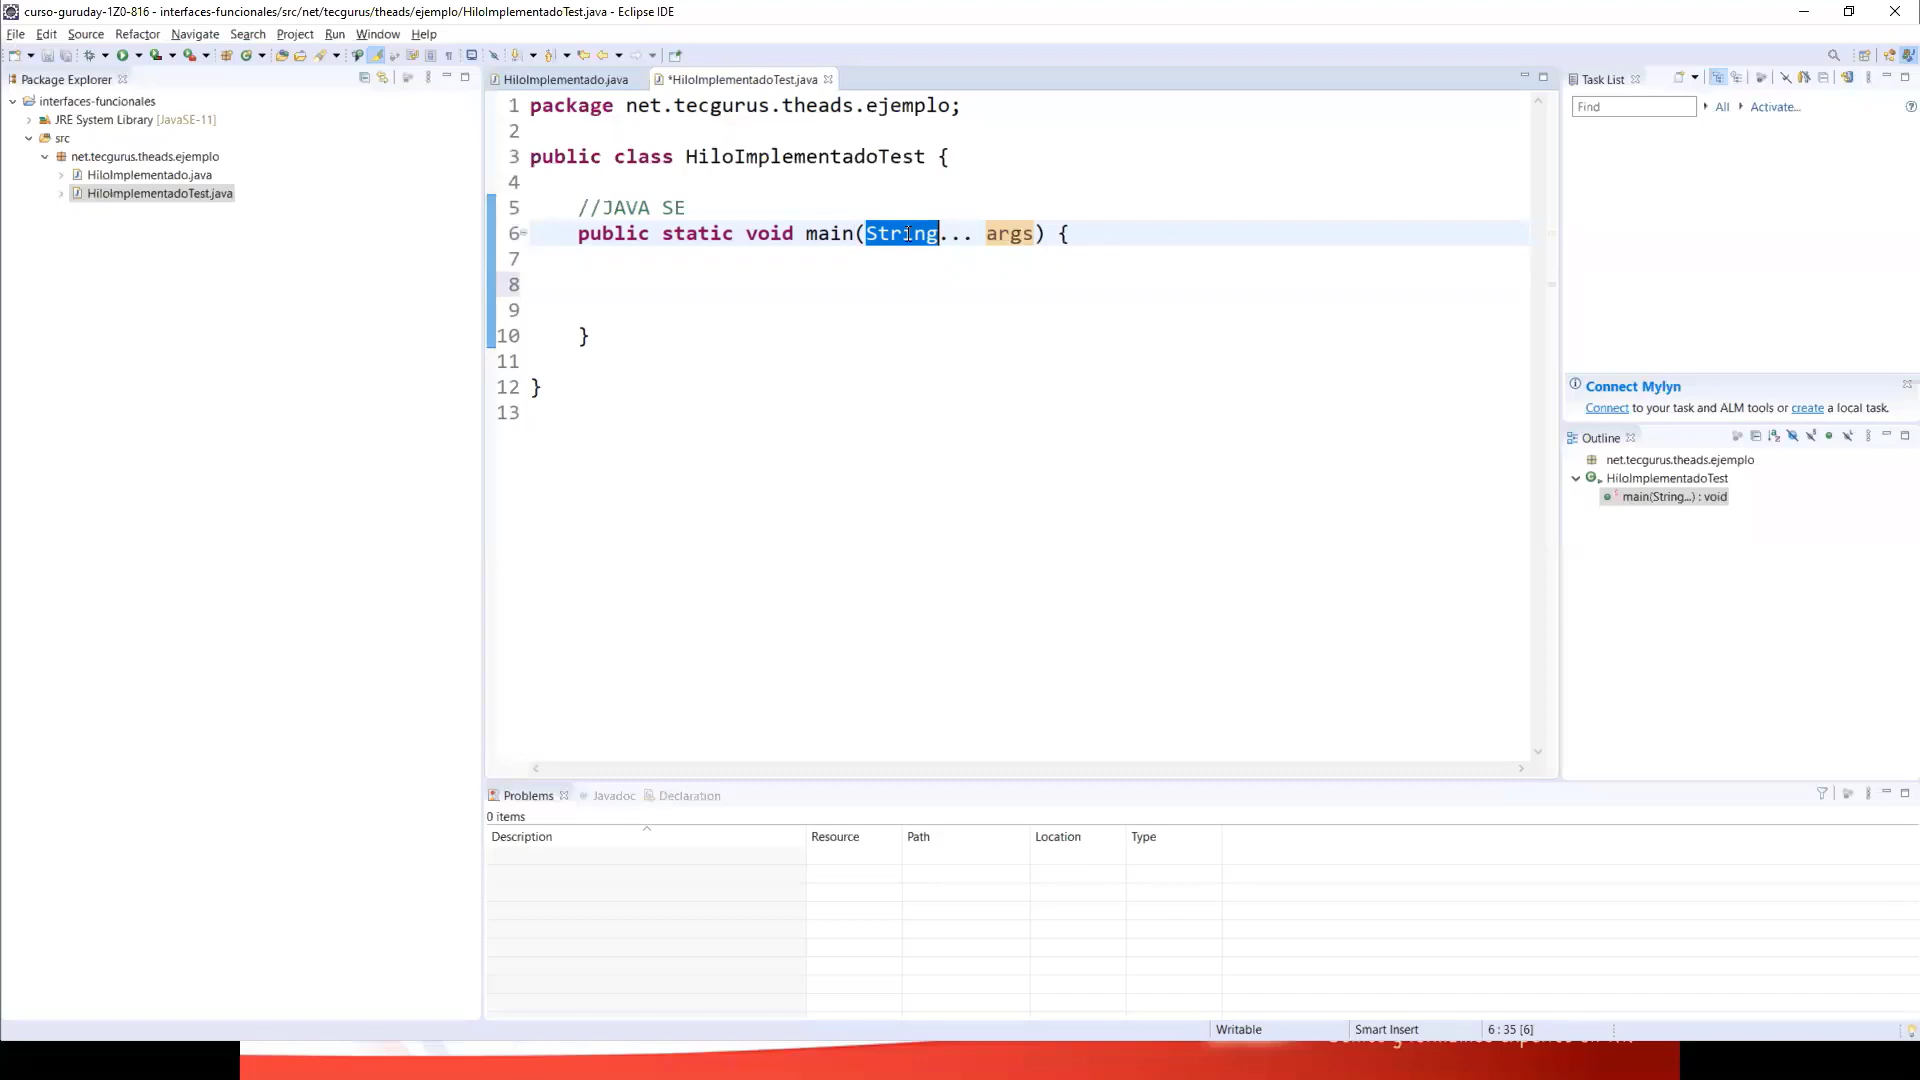 curso-guruday-1Z0-816 - interfaces-funcionales/src/net/tecgurus/theads/ejemplo/HiloImplementadoTest.java - Eclipse IDE
File Edit Source Refactor Navigate Search Project Run Window Help
Package Explorer
interfaces-funcionales
JRE System Library [JavaSE-11]
src
net.tecgurus.theads.ejemplo
HiloImplementado.java
HiloImplementadoTest.java
HiloImplementado.java *HiloImplementadoTest.java
1 package net.tecgurus.theads.ejemplo;
2
3 public class HiloImplementadoTest {
4
5 //JAVA SE
6 public static void main(String... args) {
7
8
9
10 }
11
12 }
13
Task List
Find All Activate...
Connect Mylyn
Connect to your task and ALM tools or create a local task.
Outline
net.tecgurus.theads.ejemplo
HiloImplementadoTest
main(String...) : void
Problems Javadoc Declaration
0 items
Description Resource Path Location Type
Writable Smart Insert 6 : 35 [6]